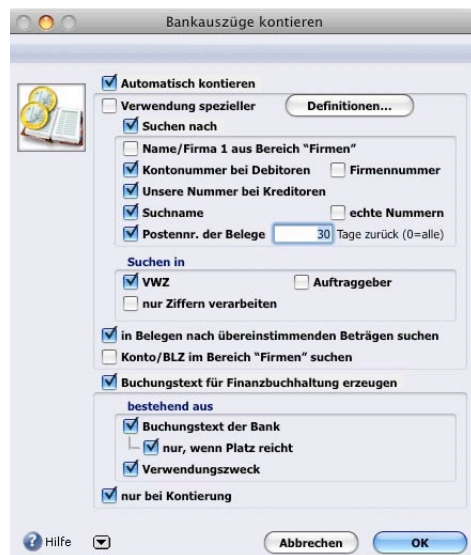 Bankauszüge kontieren
Automatisch kontieren
Verwendung spezieller Definitionen...
Suchen nach
Name/Firma 1 aus Bereich "Firmen"
Kontonummer bei Debitoren Firmennummer
Unsere Nummer bei Kreditoren
Suchname echte Nummern
Postennr. der Belege 30 Tage zurück (0=alle)
Suchen in
VWZ Auftraggeber
nur Ziffern verarbeiten
in Belegen nach übereinstimmenden Beträgen suchen
Konto/BLZ im Bereich "Firmen" suchen
Buchungstext für Finanzbuchhaltung erzeugen
bestehend aus
Buchungstext der Bank
nur, wenn Platz reicht
Verwendungszweck
nur bei Kontierung
Hilfe Abbrechen OK